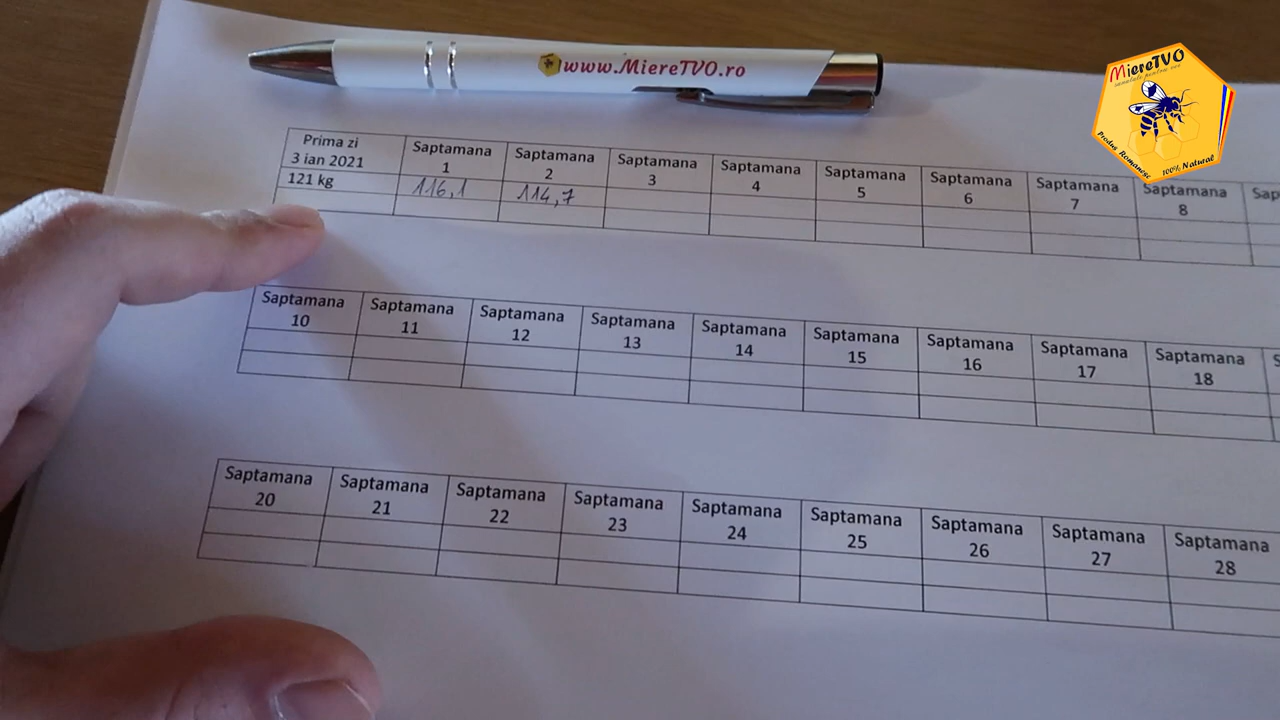 www.MiereTVO.ro
MiereTVO
Produs Romanesc
100% Natural
Prima zi
3 ian 2021
Saptamana
1
Saptamana
2
Saptamana
3
Saptamana
4
Saptamana
5
Saptamana
6
Saptamana
7
Saptamana
8
Sap
121 kg
116,1
114,7
Saptamana
10
Saptamana
11
Saptamana
12
Saptamana
13
Saptamana
14
Saptamana
15
Saptamana
16
Saptamana
17
Saptamana
18
S
Saptamana
20
Saptamana
21
Saptamana
22
Saptamana
23
Saptamana
24
Saptamana
25
Saptamana
26
Saptamana
27
Saptamana
28